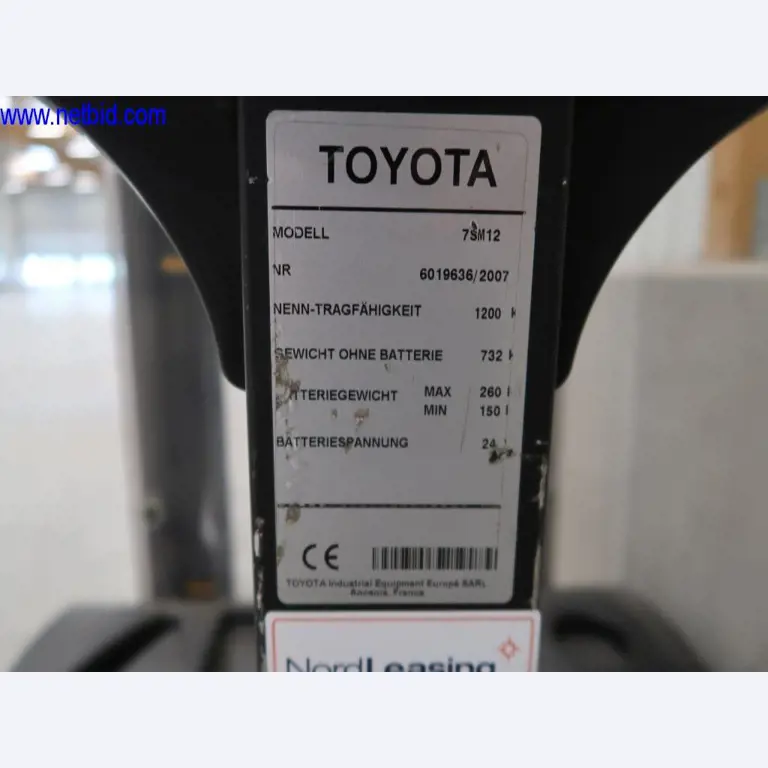 www.netbid.com
TOYOTA
MODELL 7SM12
NR 6019636/2007
NENN-TRAGFÄHIGKEIT 1200 k
GEWICHT OHNE BATTERIE 732 k
TTERIEGEWICHT MAX 260
MIN 150
BATTERIESPANNUNG 24
CE
TOYOTA Industrial Equipment Europe SARL
Ancenis, France
NordLeasing